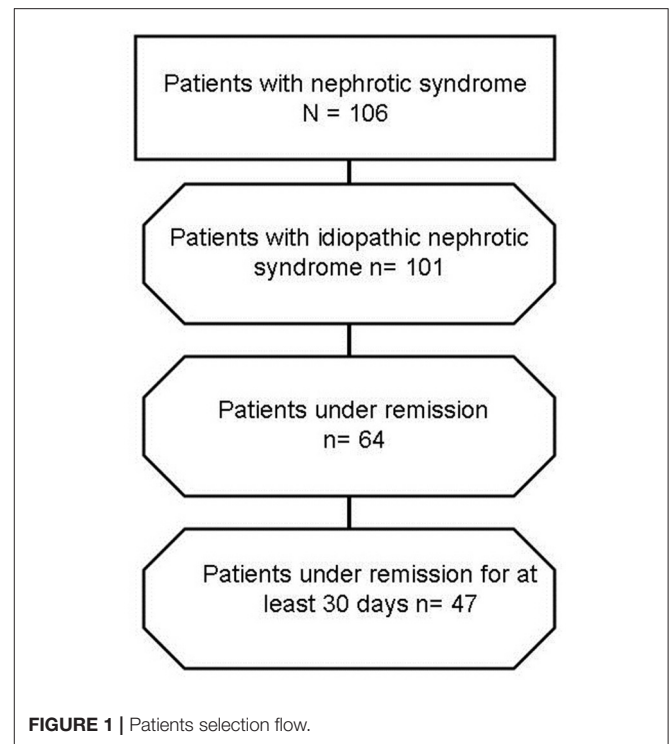 Patients with nephrotic syndrome
N = 106
Patients with idiopathic nephrotic
syndrome n= 101
Patients under remission
n= 64
Patients under remission for at
least 30 days n= 47
FIGURE 1 | Patients selection flow.